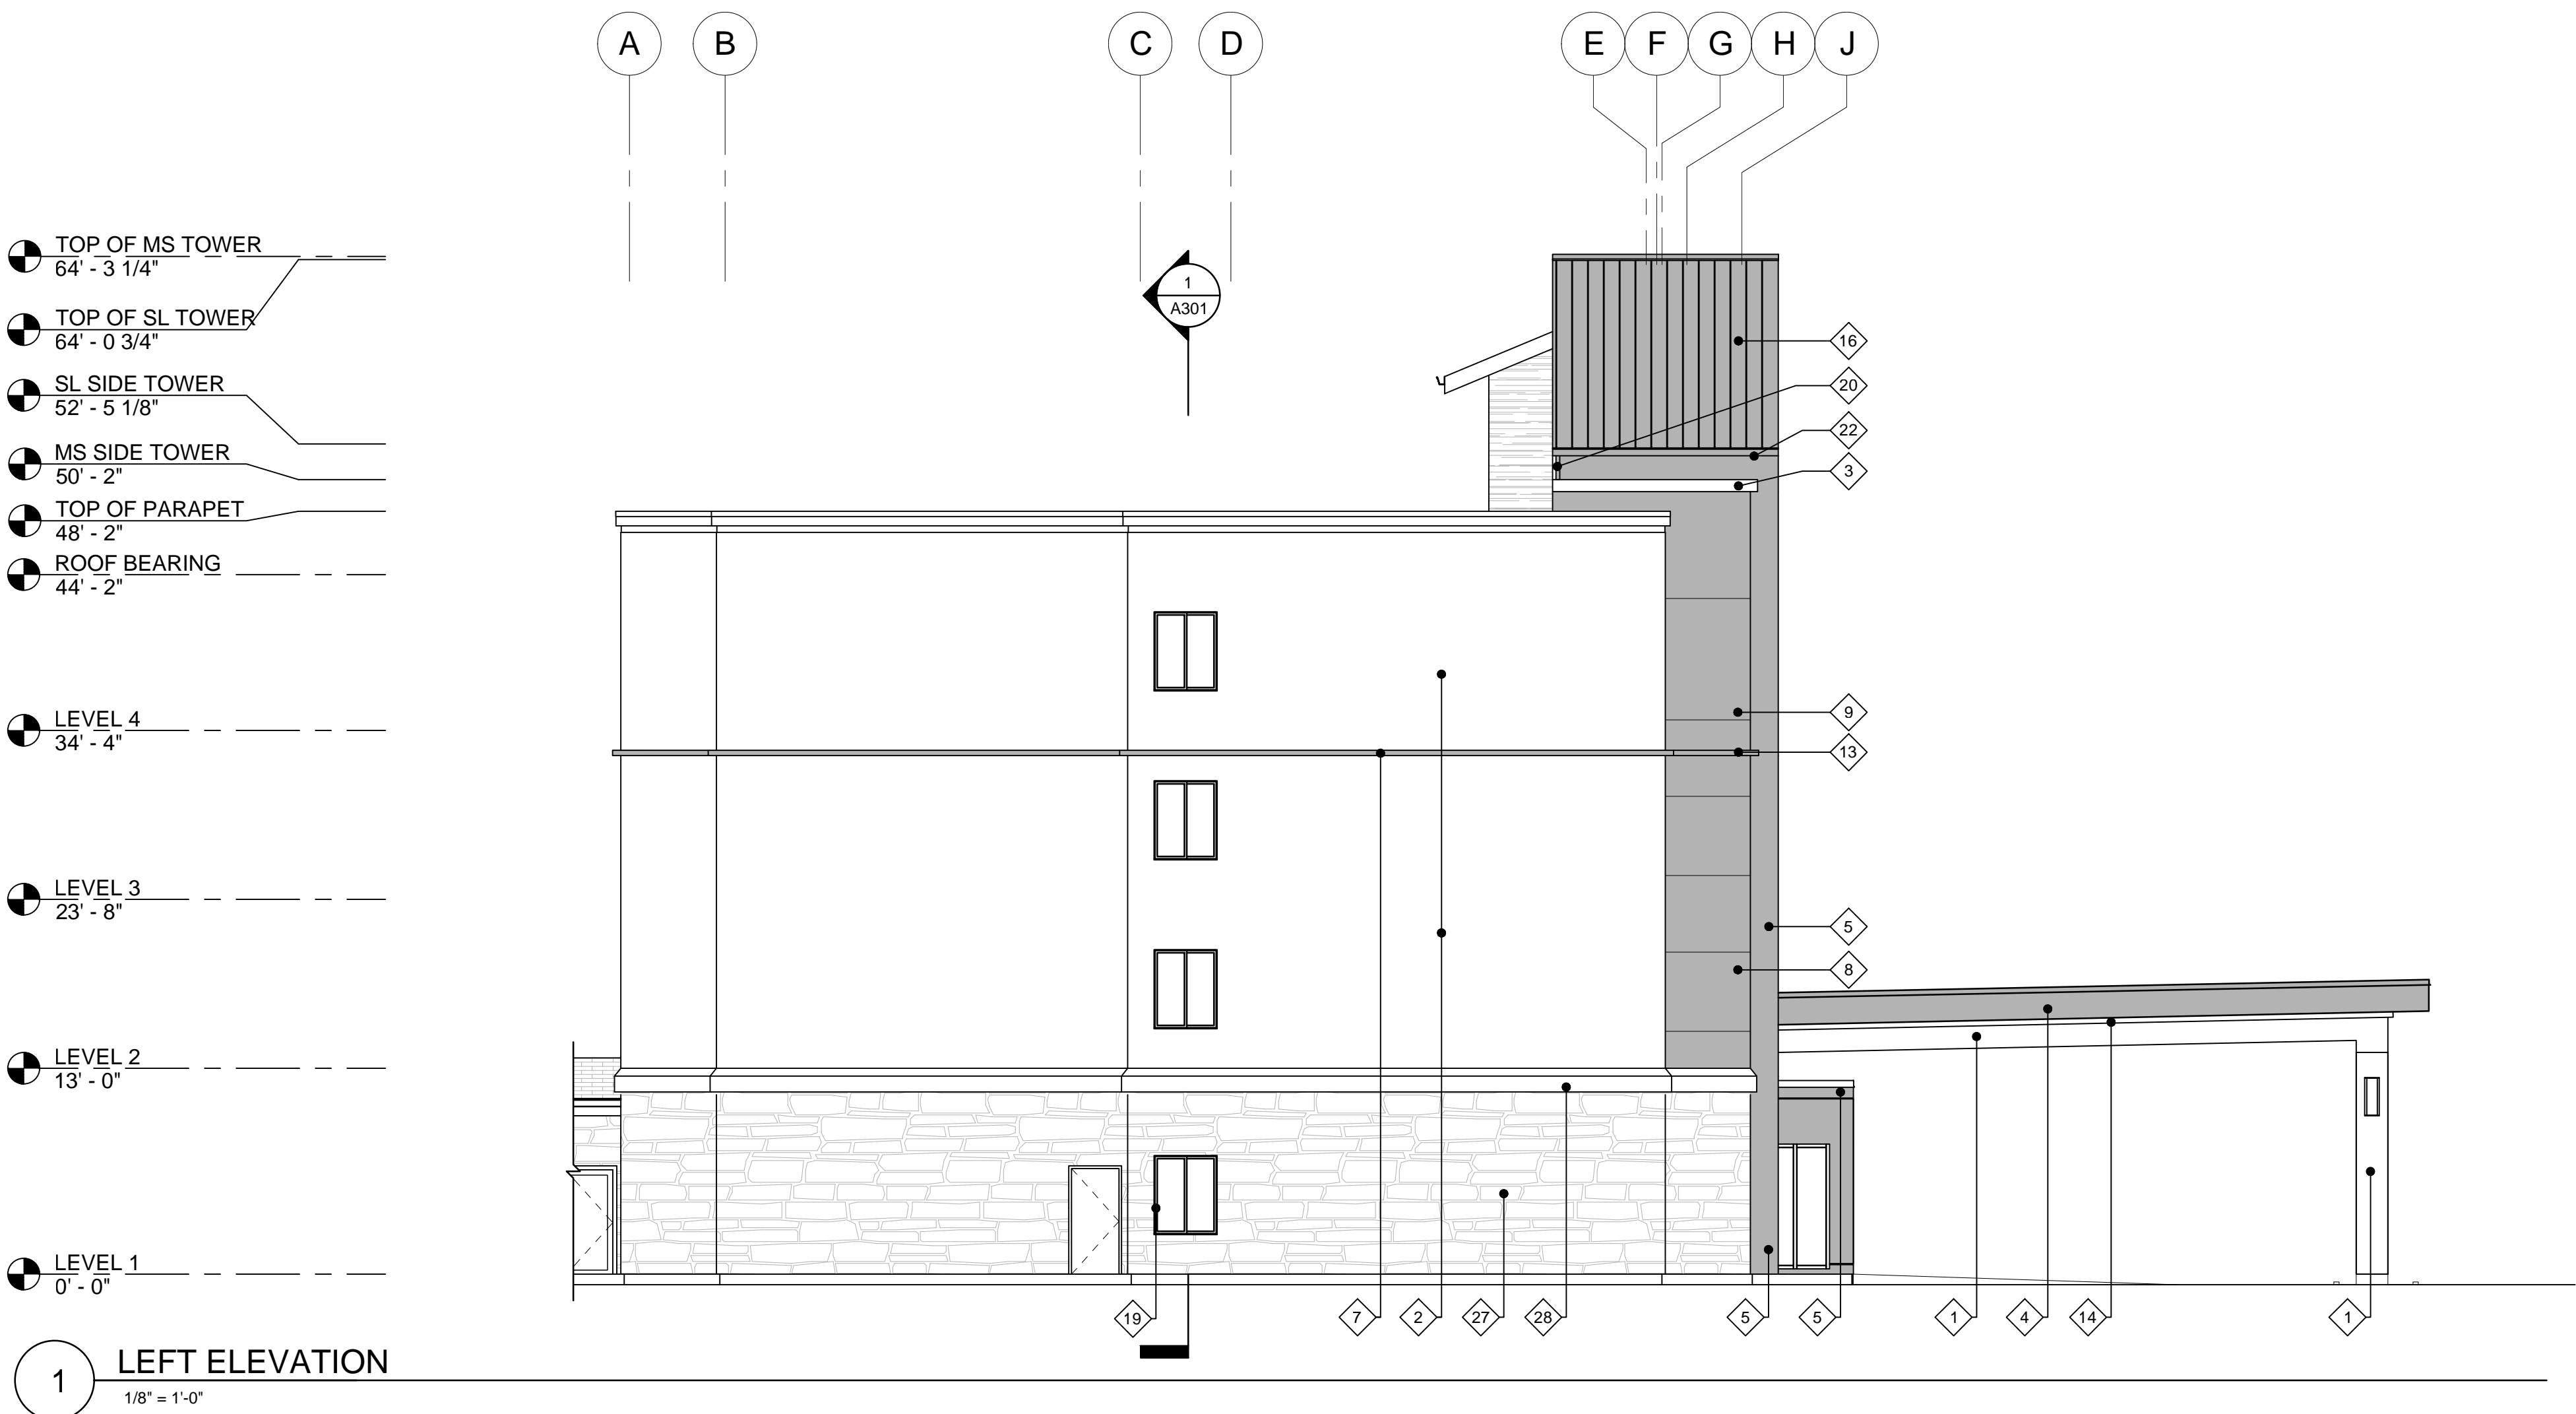 A B C D E F G H J
TOP OF MS TOWER
64' - 3 1/4"
1
A301
TOP OF SL TOWER
64' - 0 3/4"
16
SL SIDE TOWER
52' - 5 1/8"
20
22
MS SIDE TOWER
50' - 2"
3
TOP OF PARAPET
48' - 2"
ROOF BEARING
44' - 2"
LEVEL 4
34' - 4"
9
13
LEVEL 3
23' - 8"
5
8
LEVEL 2
13' - 0"
LEVEL 1
0' - 0"
19 7 2 27 28 5 5 1 4 14 1
1
LEFT ELEVATION
1/8" = 1'-0"